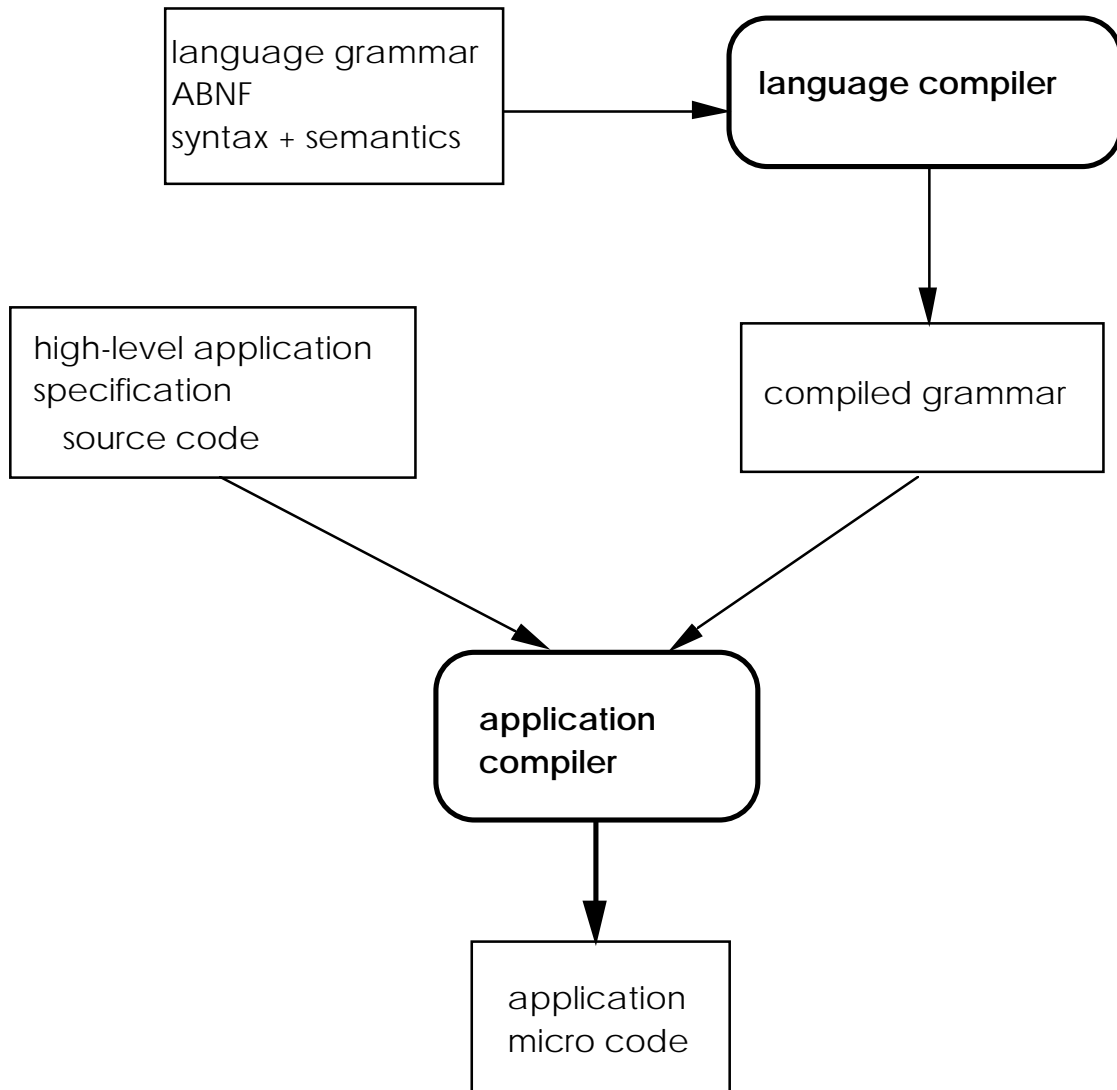 language grammar
ABNF
syntax + semantics
language compiler
high-level application
specification
source code
compiled grammar
application
compiler
application
micro code